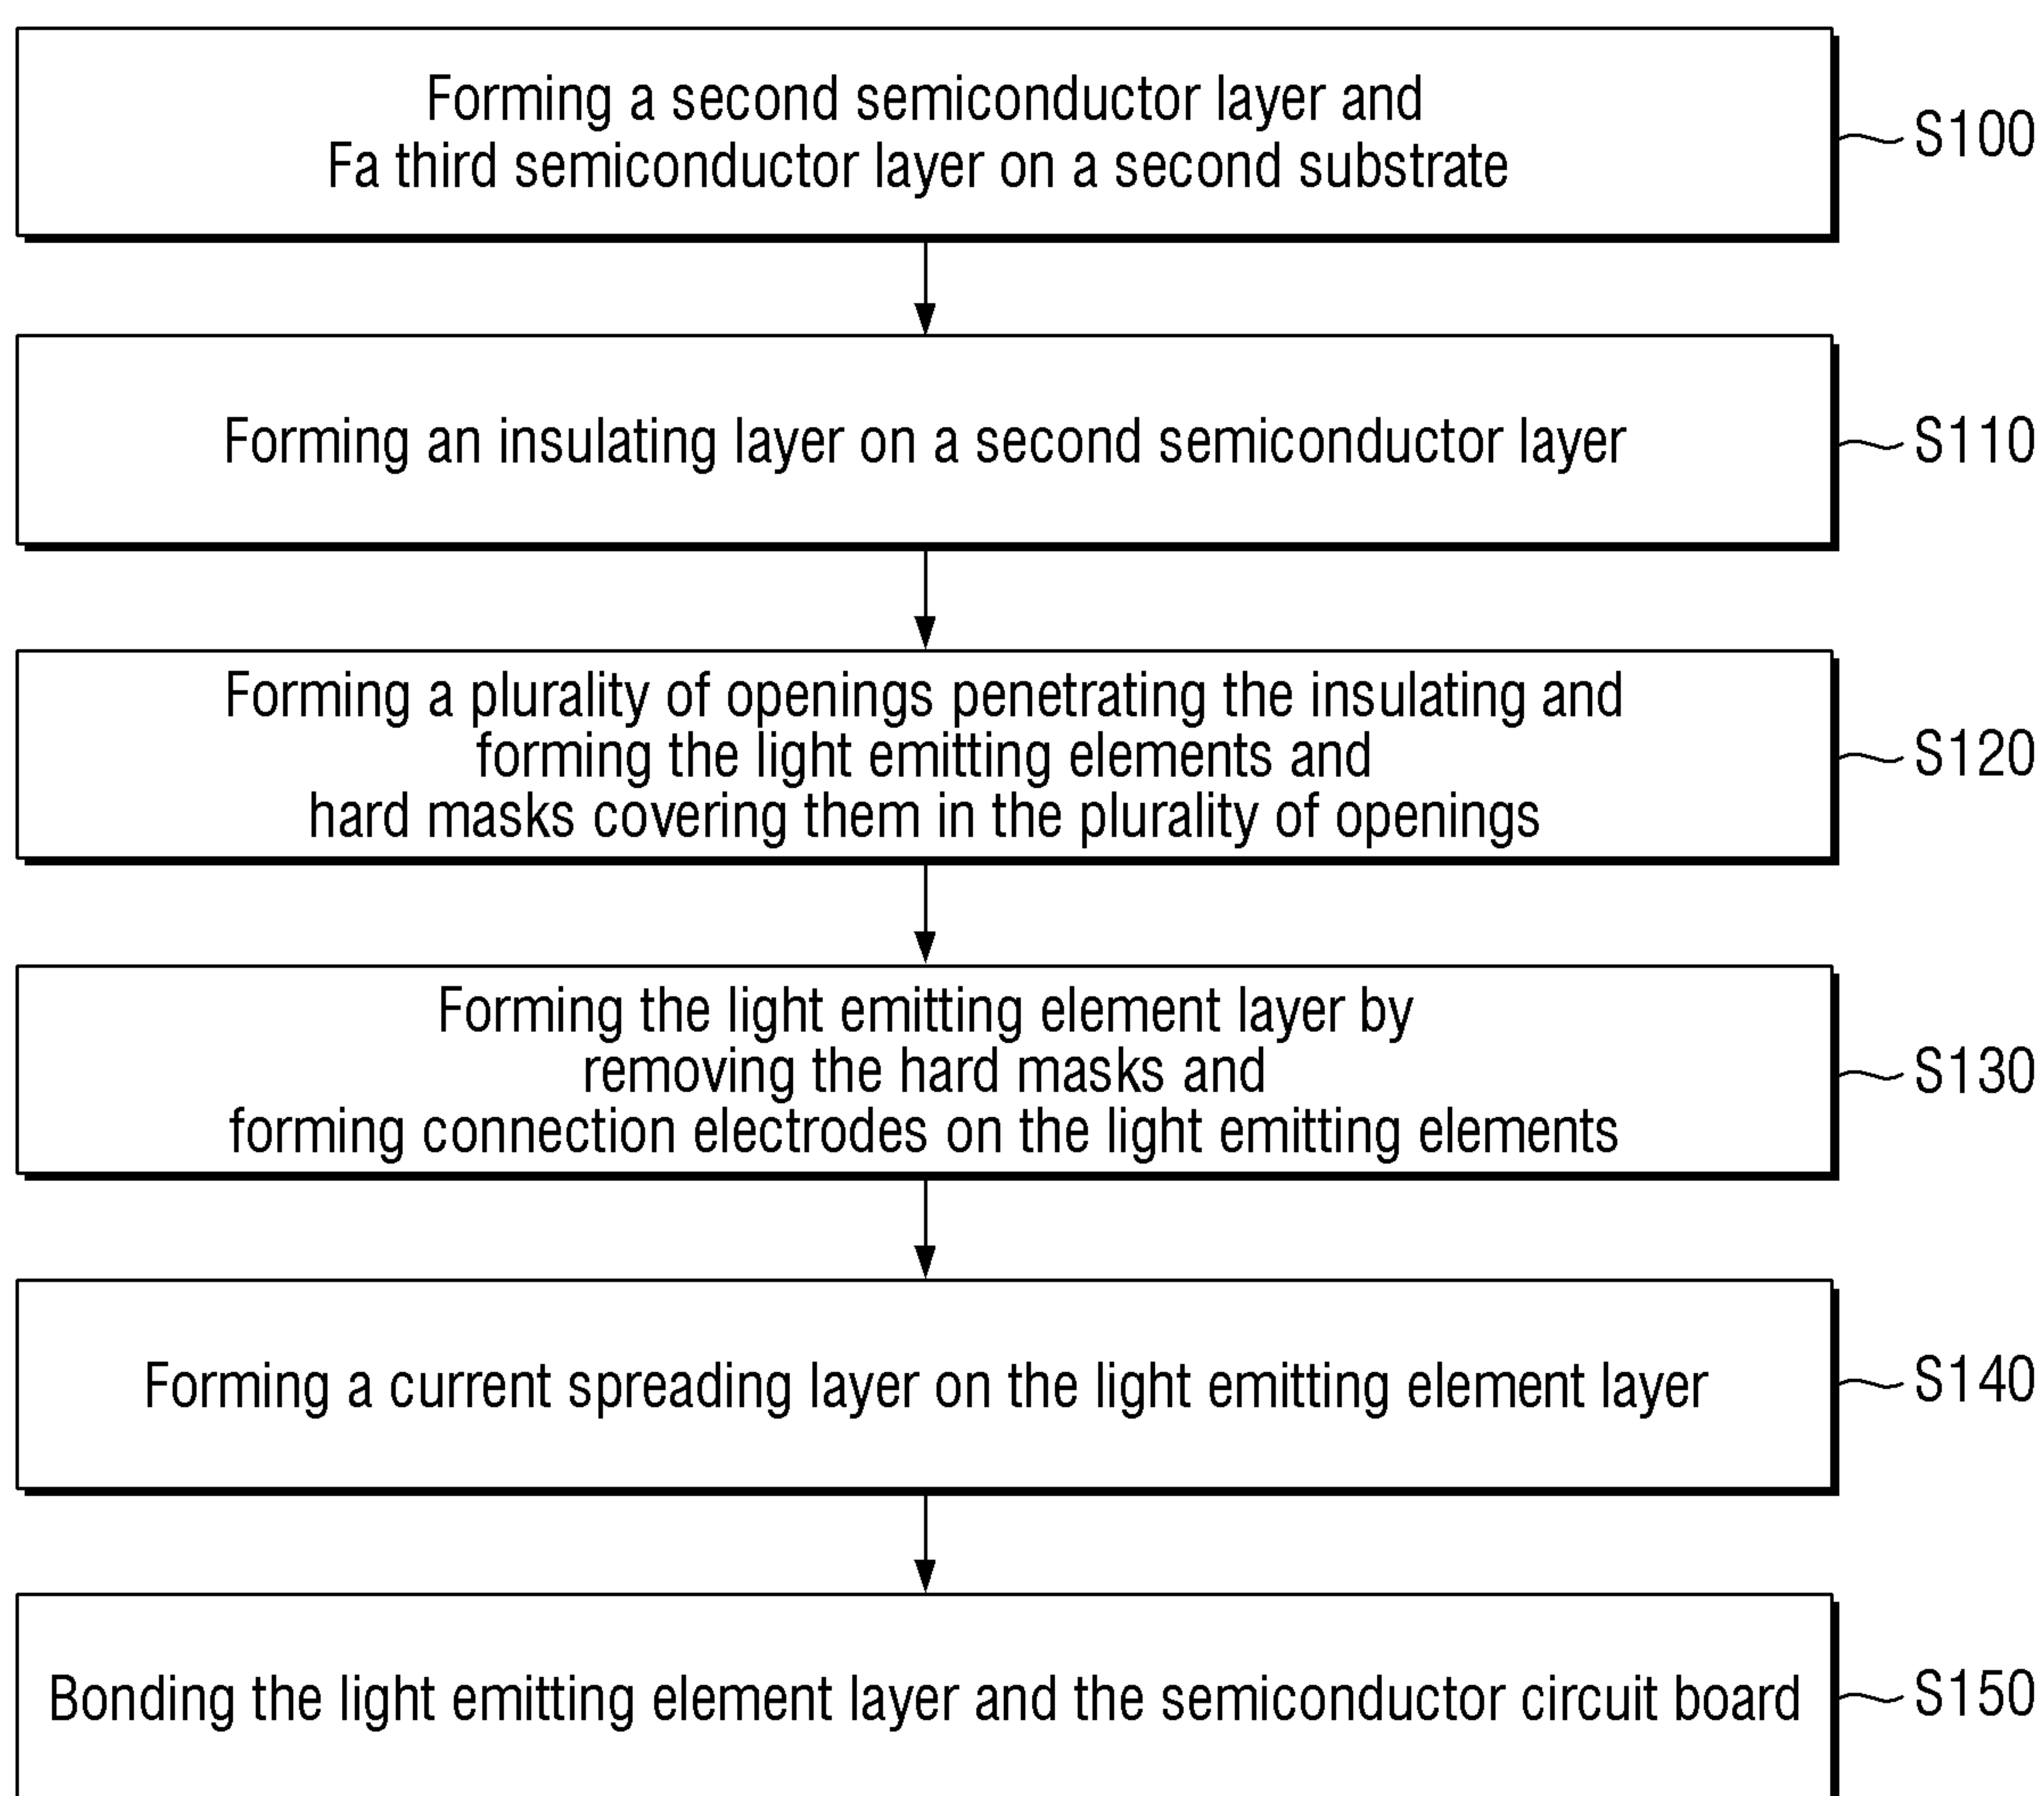 Forming a second semiconductor layer and
Fa third semiconductor layer on a second substrate
S100
Forming an insulating layer on a second semiconductor layer
S110
Forming a plurality of openings penetrating the insulating and
forming the light emitting elements and
hard masks covering them in the plurality of openings
S120
Forming the light emitting element layer by
removing the hard masks and
forming connection electrodes on the light emitting elements
S130
Forming a current spreading layer on the light emitting element layer
S140
Bonding the light emitting element layer and the semiconductor circuit board
S150